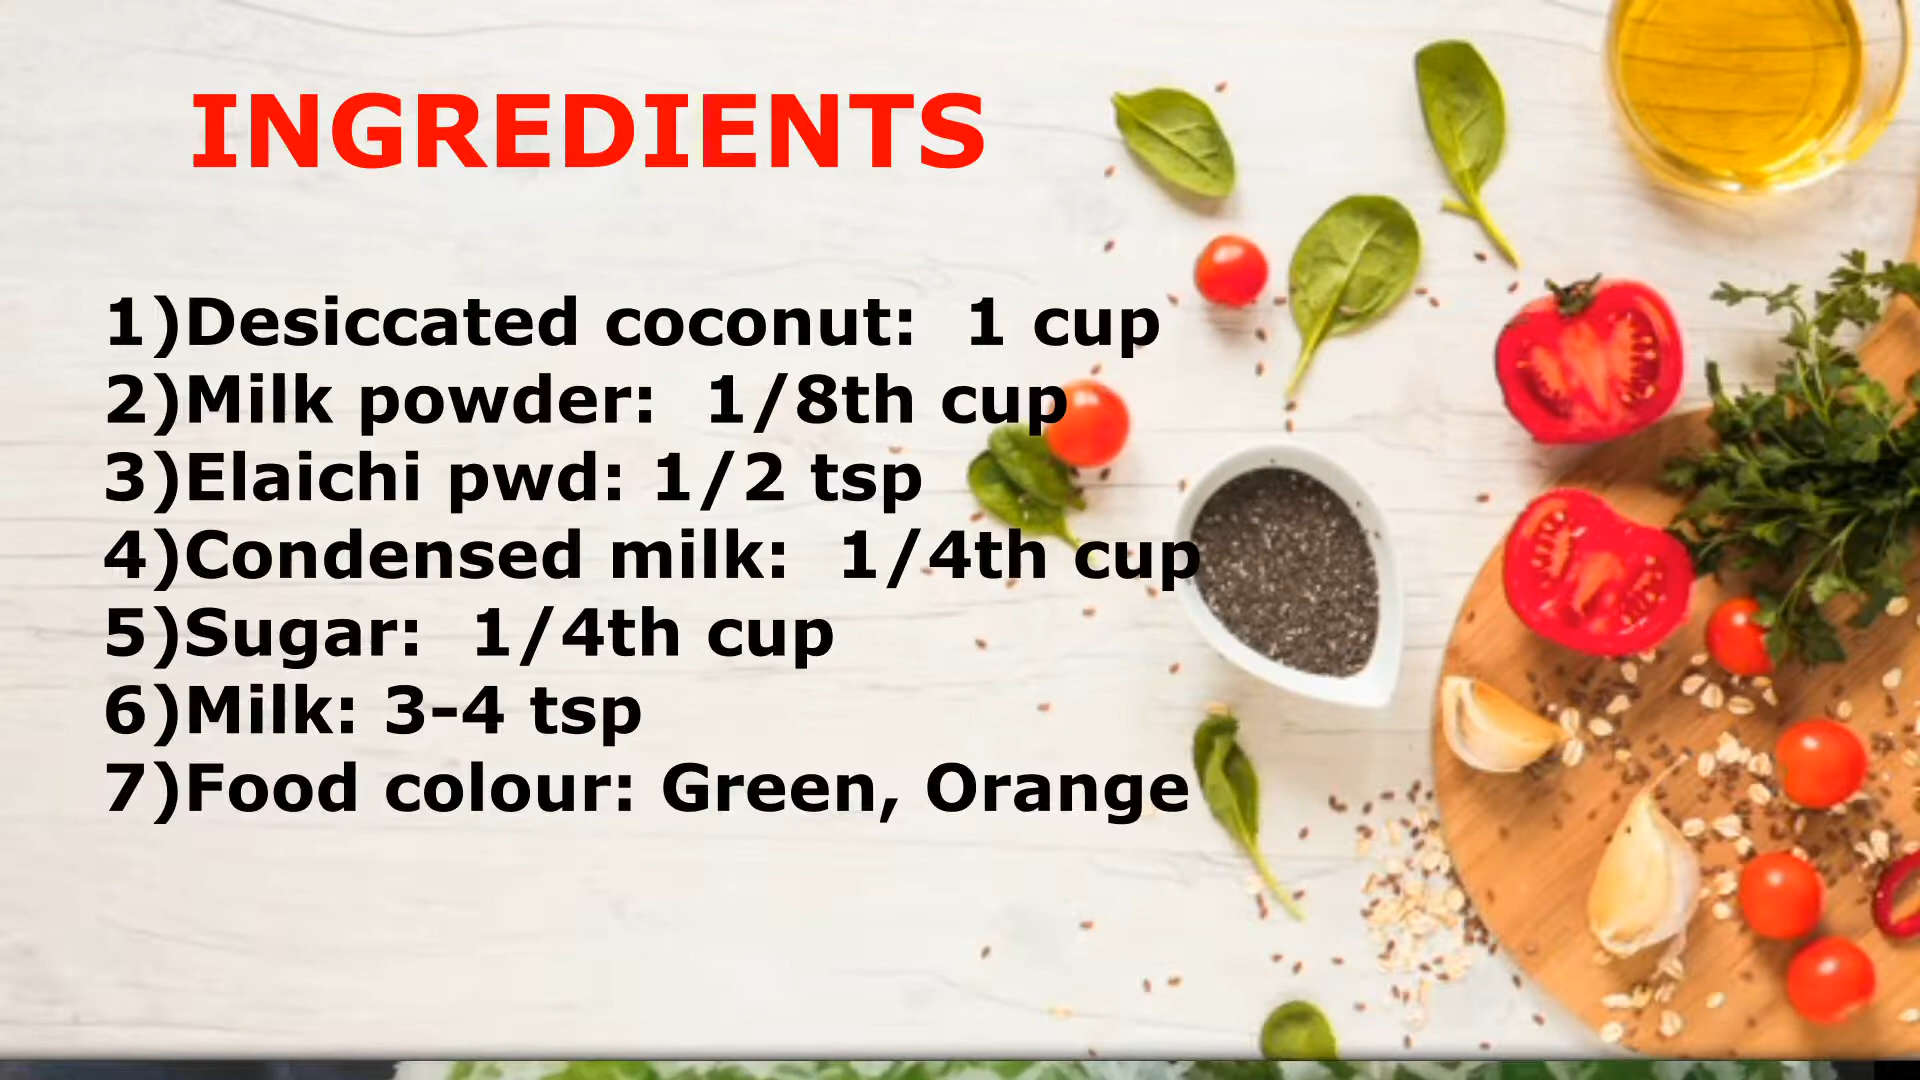 INGREDIENTS
1)Desiccated coconut:  1 cup
2)Milk powder:  1/8th cup
3)Elaichi pwd: 1/2 tsp
4)Condensed milk:  1/4th cup
5)Sugar:  1/4th cup
6)Milk: 3-4 tsp
7)Food colour: Green, Orange